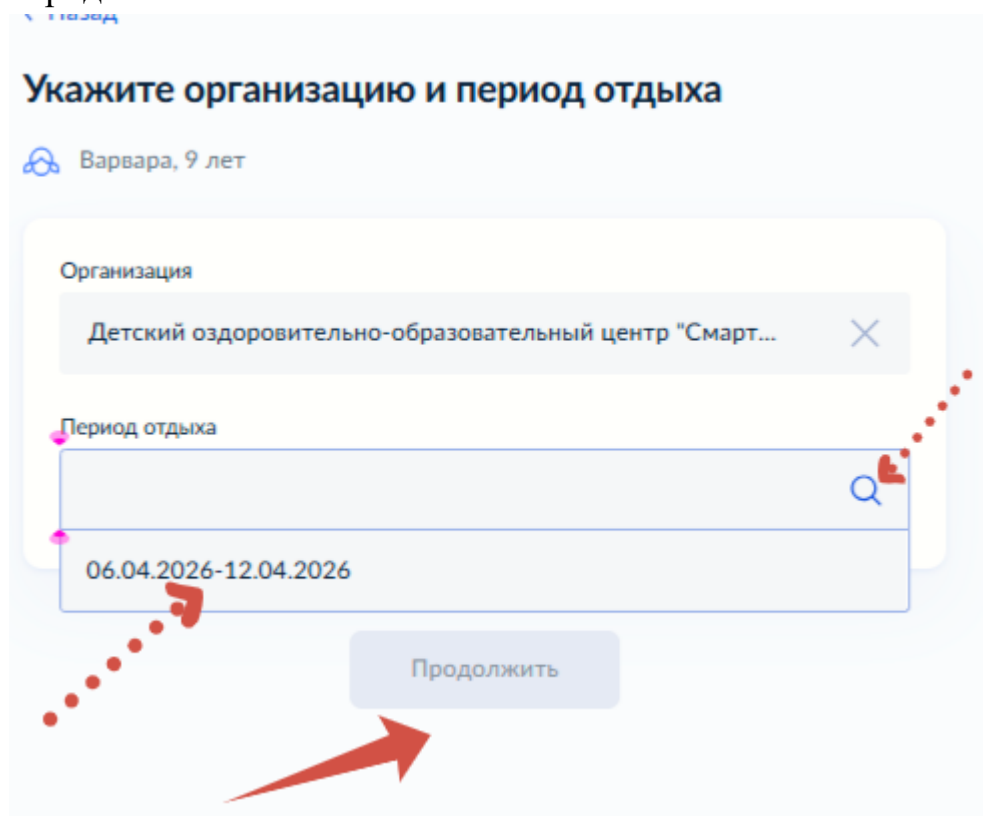 Назад
Укажите организацию и период отдыха
Варвара, 9 лет
Организация
Детский оздоровительно-образовательный центр "Смарт...
Период отдыха
06.04.2026-12.04.2026
Продолжить